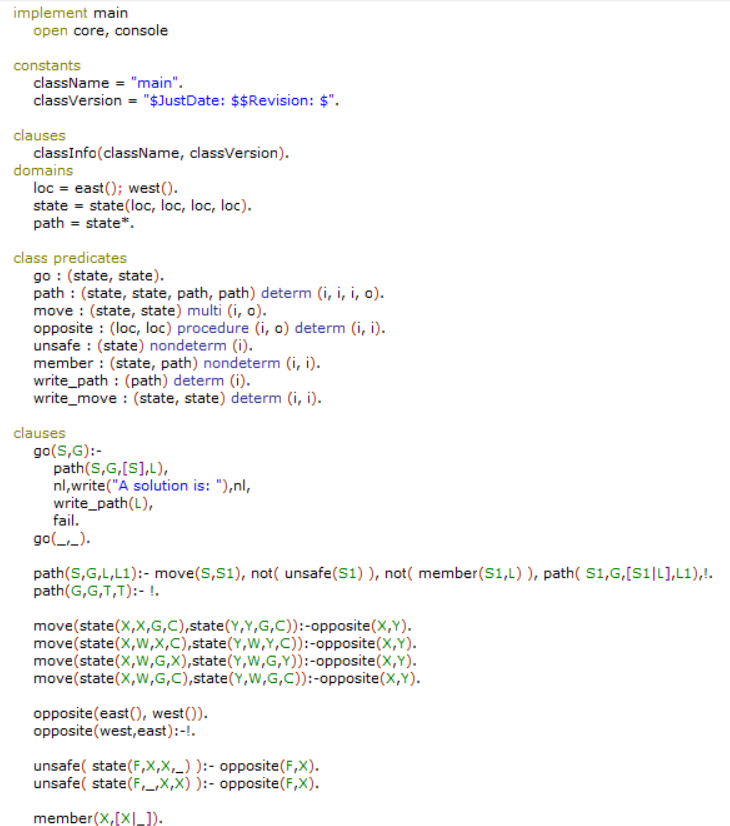 implement main
open core, console
constants
className = "main".
classVersion = "$JustDate: $$Revision: $".
clauses
classInfo(className, classVersion).
domains
loc = east(); west().
state = state(loc, loc, loc, loc).
path = state*.
class predicates
go : (state, state).
path : (state, state, path, path) determ (i, i, i, o).
move : (state, state) multi (i, o).
opposite : (loc, loc) procedure (i, o) determ (i, i).
unsafe : (state) nondeterm (i).
member : (state, path) nondeterm (i, i).
write_path : (path) determ (i).
write_move : (state, state) determ (i, i).
clauses
go(S,G):-
path(S,G,[S],L),
nl,write("A solution is: "),nl,
write_path(L),
fail.
go(_,_).
path(S,G,L,L1):- move(S,S1), not( unsafe(S1) ), not( member(S1,L) ), path( S1,G,[S1|L],L1),!.
path(G,G,T,T):- !.
move(state(X,X,G,C),state(Y,Y,G,C)):-opposite(X,Y).
move(state(X,W,X,C),state(Y,W,Y,C)):-opposite(X,Y).
move(state(X,W,G,X),state(Y,W,G,Y)):-opposite(X,Y).
move(state(X,W,G,C),state(Y,W,G,C)):-opposite(X,Y).
opposite(east(), west()).
opposite(west,east):-!.
unsafe( state(F,X,X,_) ):- opposite(F,X).
unsafe( state(F,_,X,X) ):- opposite(F,X).
member(X,[X|_]).